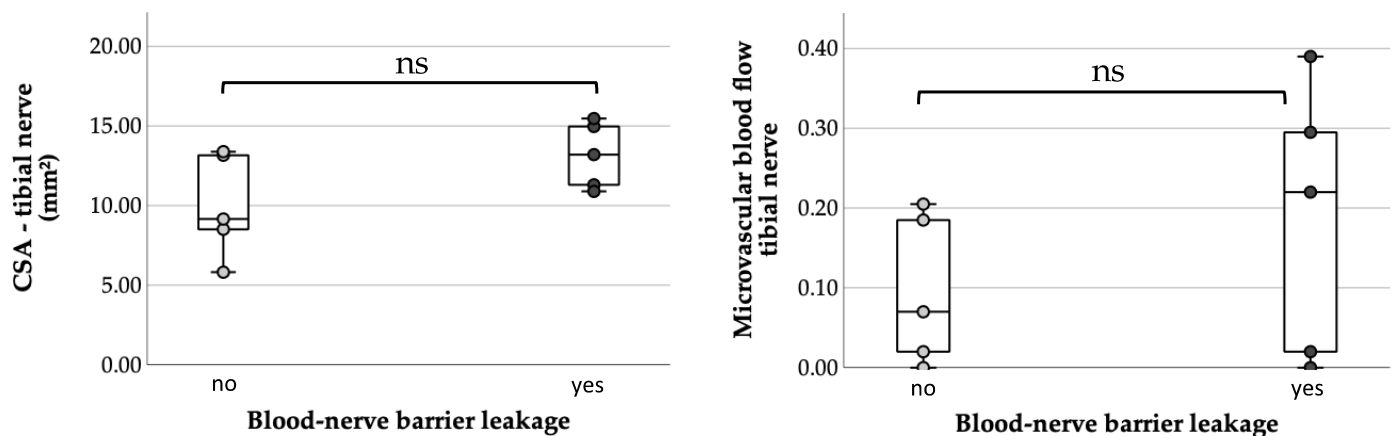 CSA - tibial nerve
(mm²)
20.00
15.00
10.00
5.00
0.00
ns
no
yes
Blood-nerve barrier leakage
Microvascular blood flow
tibial nerve
0.40
0.30
0.20
0.10
0.00
ns
no
yes
Blood-nerve barrier leakage